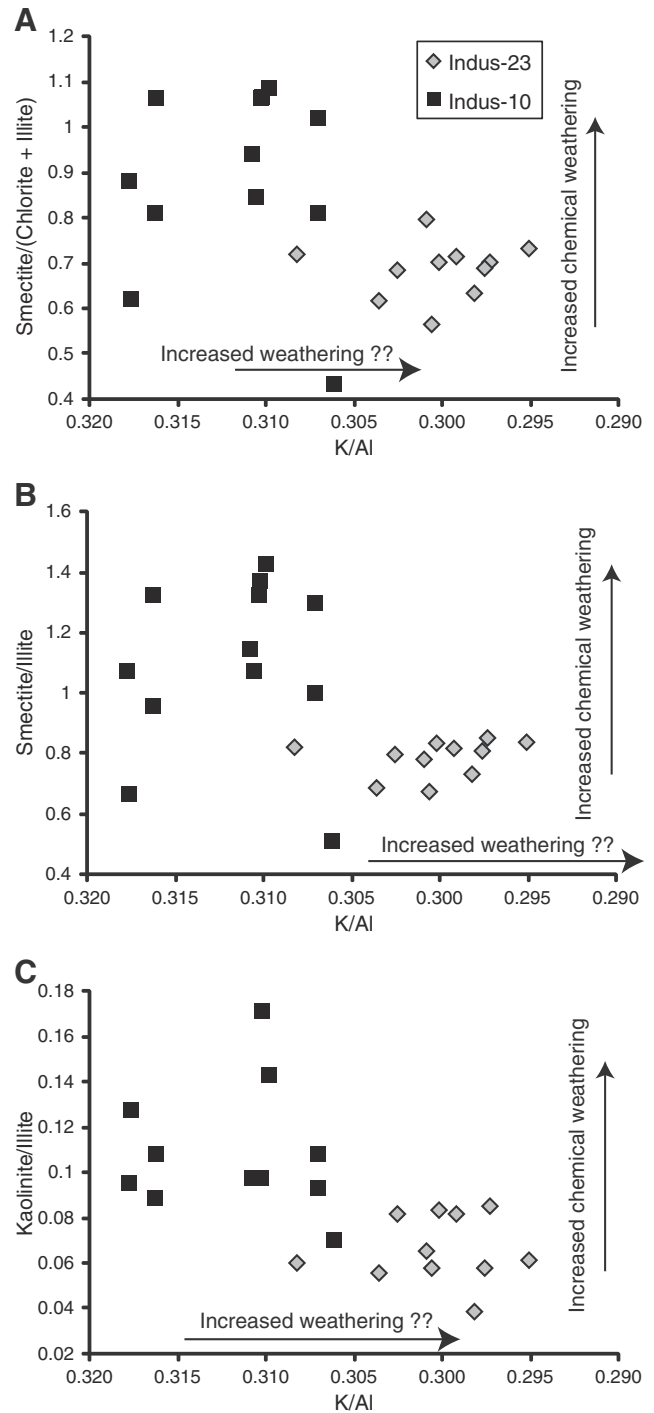 A
1.2
1.1
1
0.9
0.8
0.7
0.6
0.5
0.4
Smectite/(Chlorite + Illite)
Indus-23
Indus-10
Increased chemical weathering
Increased weathering ??
0.320 0.315 0.310 0.305 0.300 0.295 0.290
K/Al
B
1.6
1.4
1.2
1
0.8
0.6
0.4
Smectite/Illite
Increased chemical weathering
Increased weathering ??
0.320 0.315 0.310 0.305 0.300 0.295 0.290
K/Al
C
0.18
0.16
0.14
0.12
0.1
0.08
0.06
0.04
0.02
Kaolinite/Illite
Increased chemical weathering
Increased weathering ??
0.320 0.315 0.310 0.305 0.300 0.295 0.290
K/Al